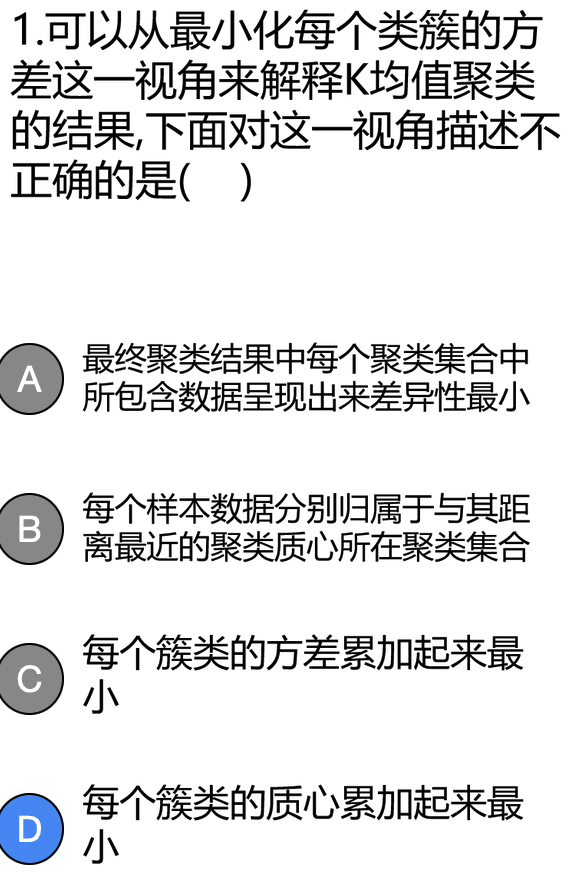 1.可以从最小化每个类簇的方
差这一视角来解释K均值聚类
的结果,下面对这一视角描述不
正确的是(    )
A
最终聚类结果中每个聚类集合中
所包含数据呈现出来差异性最小
B
每个样本数据分别归属于与其距
离最近的聚类质心所在聚类集合
C
每个簇类的方差累加起来最
小
D
每个簇类的质心累加起来最
小